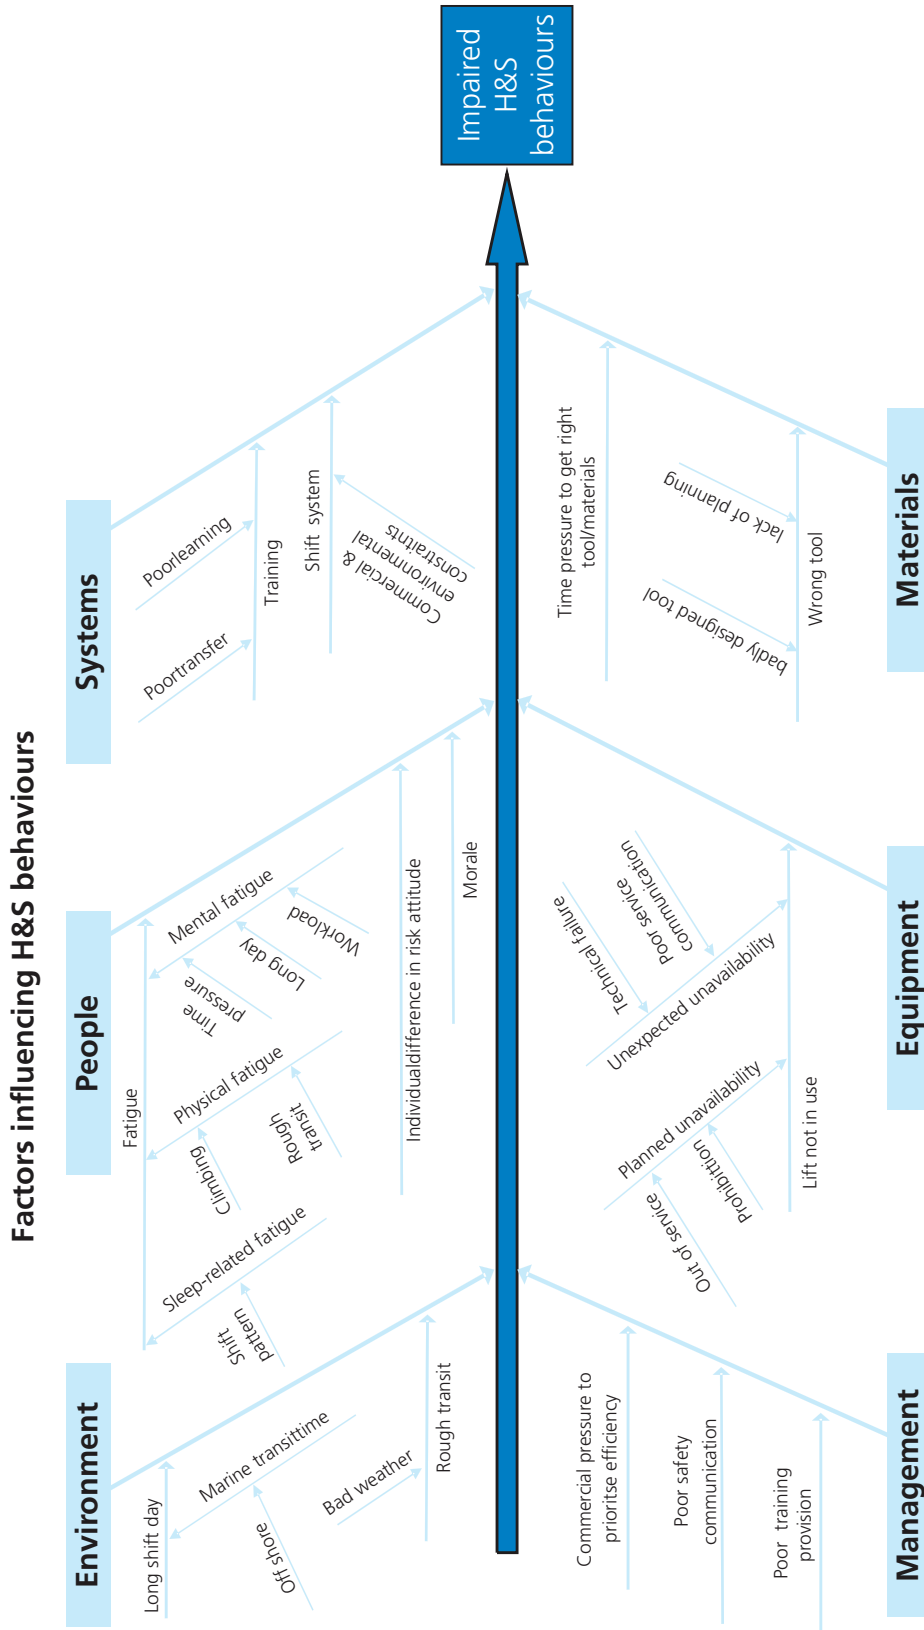 Factors influencing H&S behaviours
Environment
People
Systems
Long shift day
Marine transittime
Off shore
Bad weather
Rough transit
Fatigue
Sleep-related fatigue
Shift
pattern
Physical fatigue
Climbing
Rough
transit
Mental fatigue
Time
pressure
Long day
Workload
Individualdifference in risk attitude
Morale
Poortransfer
Poorlearning
Training
Shift system
Commercial &
environmental
constraitnts
Impaired
H&S
behaviours
Commercial pressure to
prioritse efficiency
Poor safety
communication
Poor training
provision
Technical failure
Poor service
communication
Unexpected unavailability
Planned unavailability
Out of service
Prohibittion
Lift not in use
Time pressure to get right
tool/materials
badly designed tool
lack of planning
Wrong tool
Management
Equipment
Materials